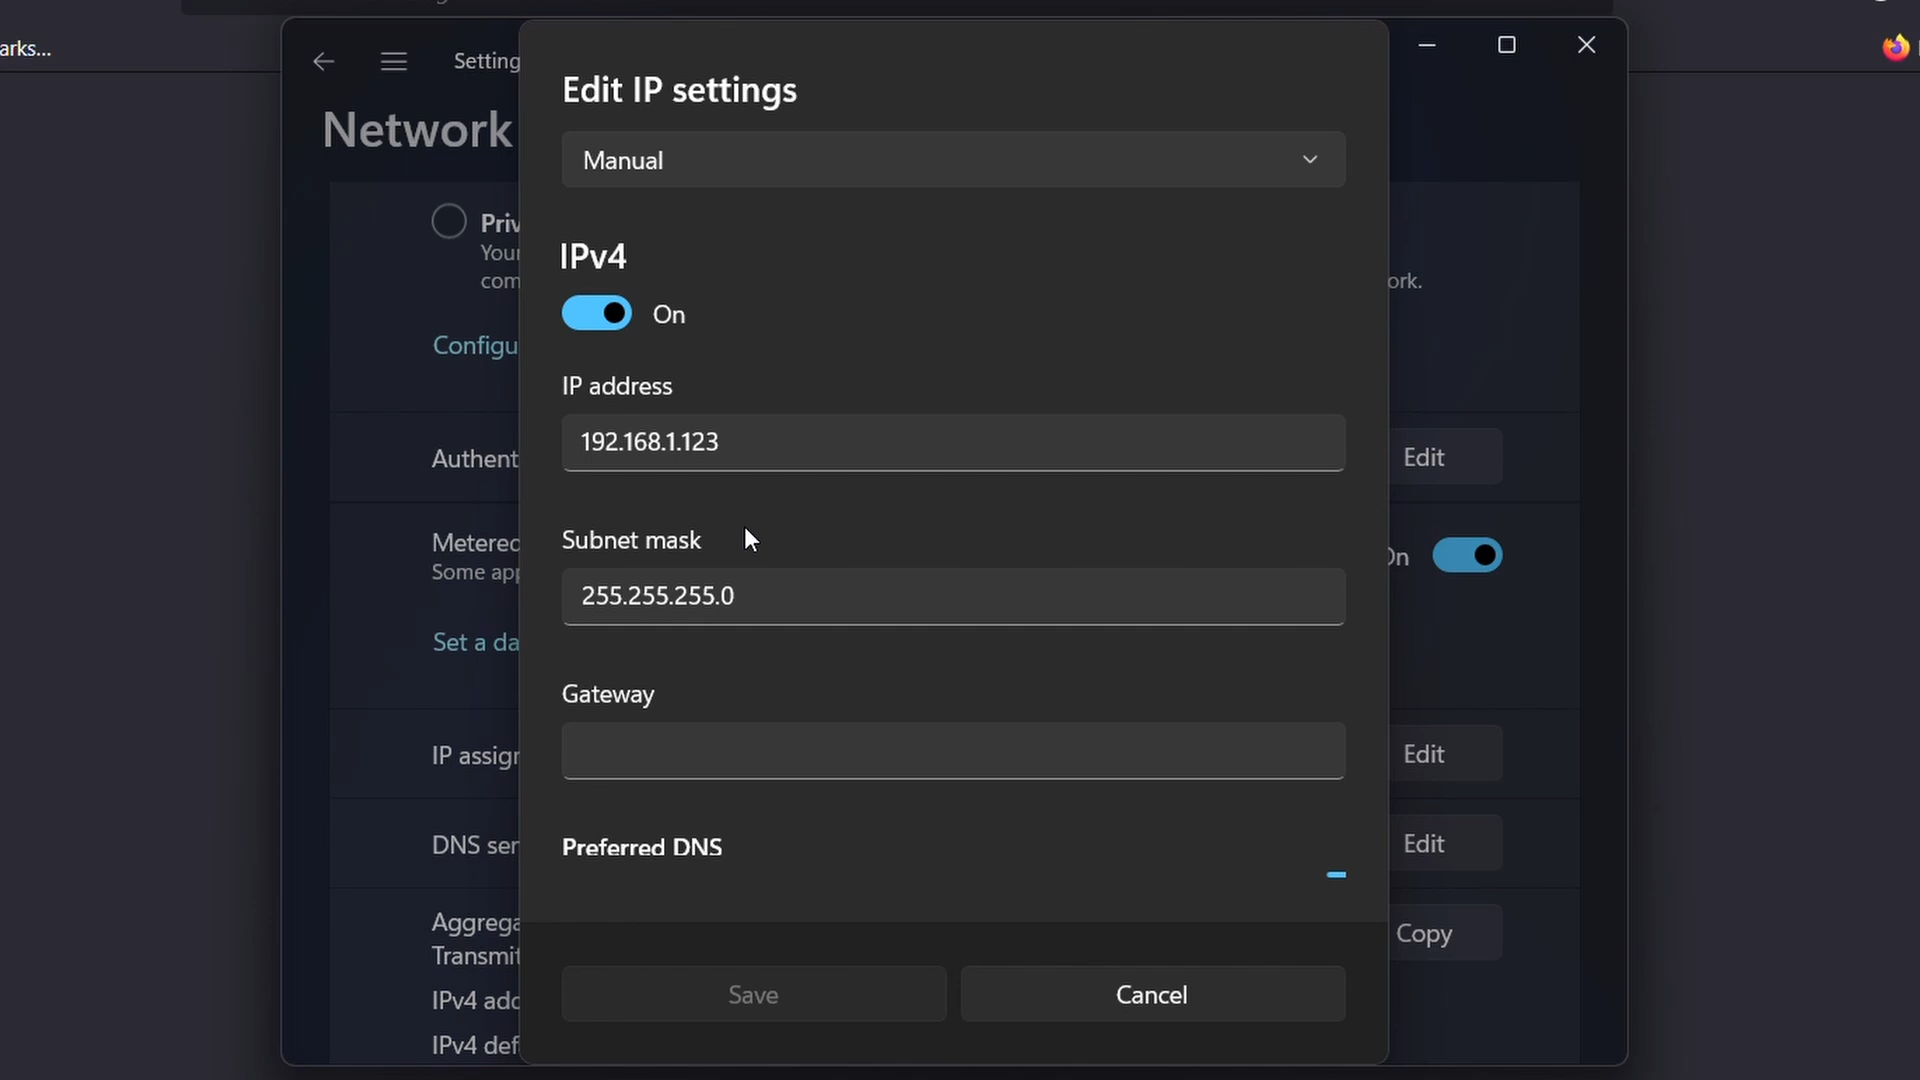 arks...
Setting
Edit IP settings
Network
Manual
Priv
Your
com
ork.
IPv4
On
Configu
IP address
192.168.1.123
Authent
Edit
Subnet mask
Metered
Some app
On
255.255.255.0
Set a da
Gateway
IP assign
Edit
Preferred DNS
DNS ser
Edit
Aggrega
Transmit
Copy
IPv4 add
Save
Cancel
IPv4 def